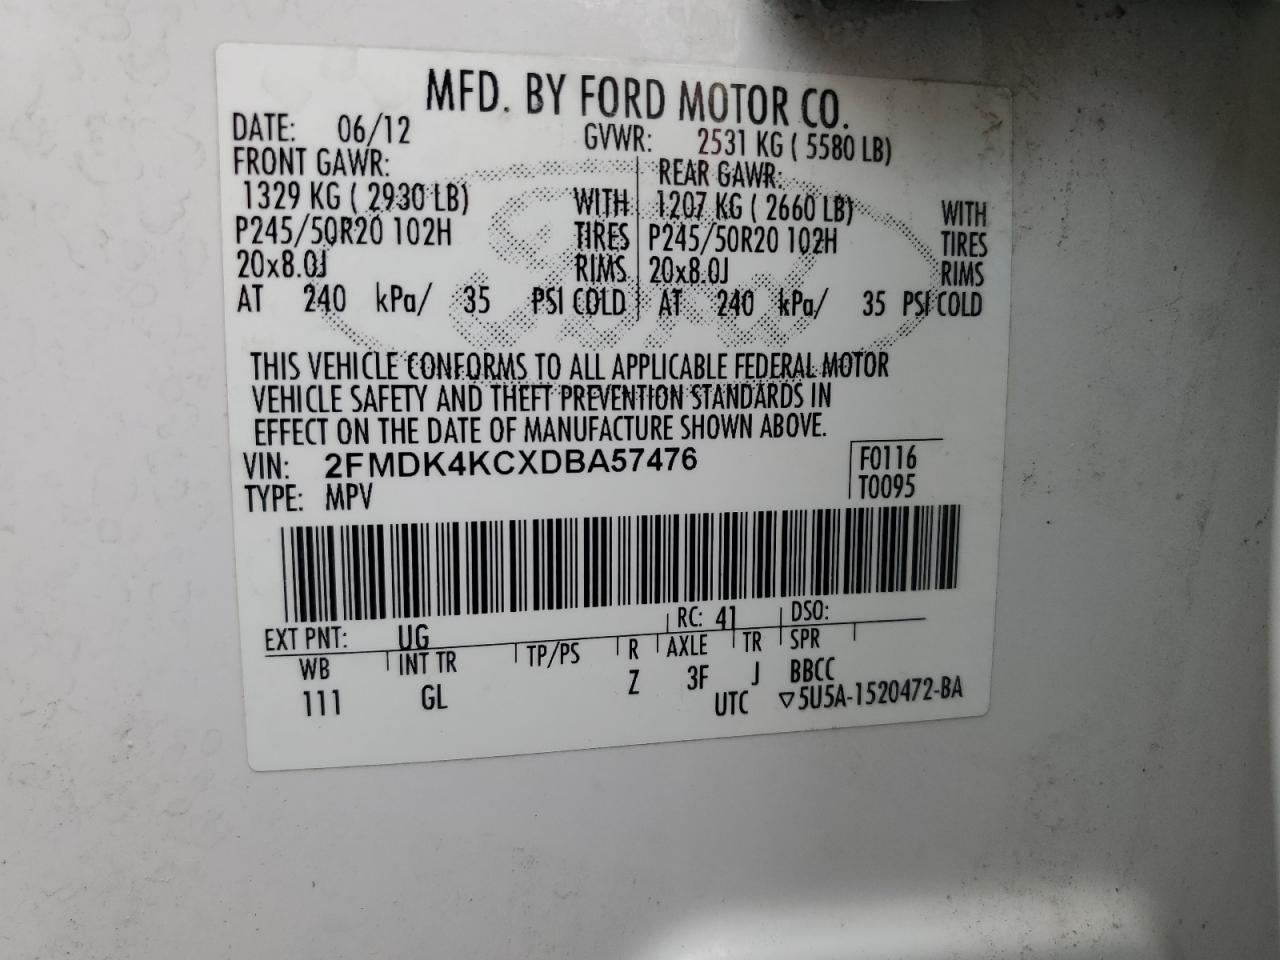 MFD. BY FORD MOTOR CO.
DATE: 06/12 GVWR: 2531 KG ( 5580 LB)
FRONT GAWR: REAR GAWR:
1329 KG ( 2930 LB) WITH 1207 KG ( 2660 LB) WITH
P245/50R20 102H TIRES P245/50R20 102H TIRES
20x8.0J RIMS 20x8.0J RIMS
AT 240 kPa/ 35 PSI COLD AT 240 kPa/ 35 PSI COLD
THIS VEHICLE CONFORMS TO ALL APPLICABLE FEDERAL MOTOR
VEHICLE SAFETY AND THEFT PREVENTION STANDARDS IN
EFFECT ON THE DATE OF MANUFACTURE SHOWN ABOVE.
VIN: 2FMDK4KCXDBA57476 F0116
TYPE: MPV T0095
EXT PNT: UG RC: 41 DSO:
WB INT TR TP/PS R AXLE TR SPR
111 GL Z 3F J BBCC
UTC ▽5U5A-1520472-BA